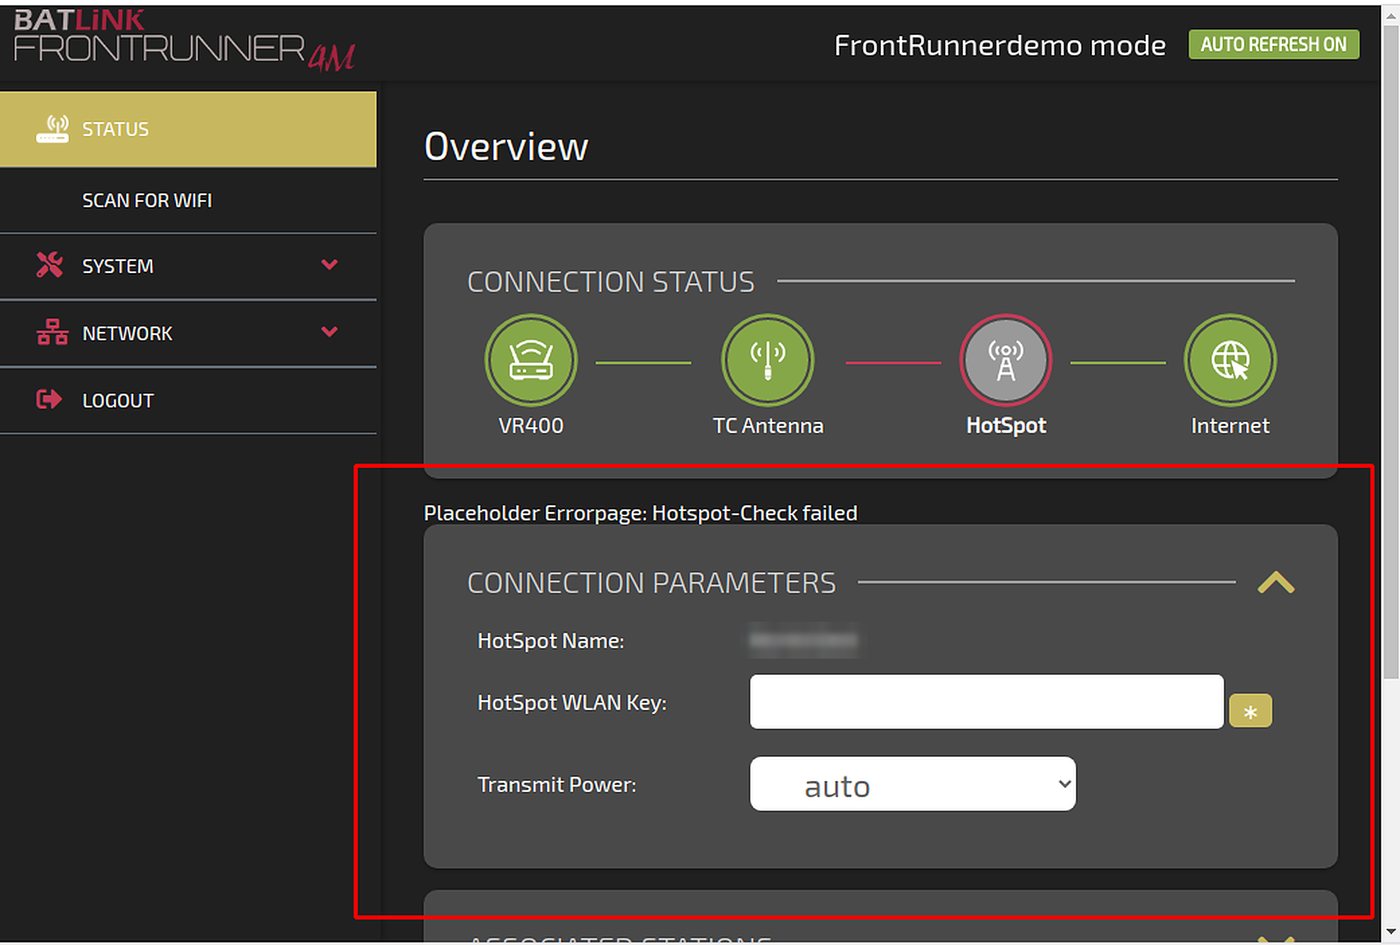 BATLiNK
FRONTRUNNER 4M
FrontRunnerdemo mode
AUTO REFRESH ON
STATUS
SCAN FOR WIFI
SYSTEM
NETWORK
LOGOUT
Overview
CONNECTION STATUS
VR400
TC Antenna
HotSpot
Internet
Placeholder Errorpage: Hotspot-Check failed
CONNECTION PARAMETERS
HotSpot Name:
HotSpot WLAN Key:
*
Transmit Power:
auto
ASSOCIATED STATIONS